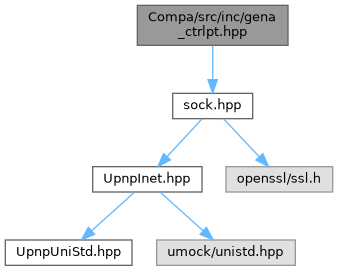 Compa/src/inc/gena
_ctrlpt.hpp
sock.hpp
UpnpInet.hpp
openssl/ssl.h
UpnpUniStd.hpp
umock/unistd.hpp